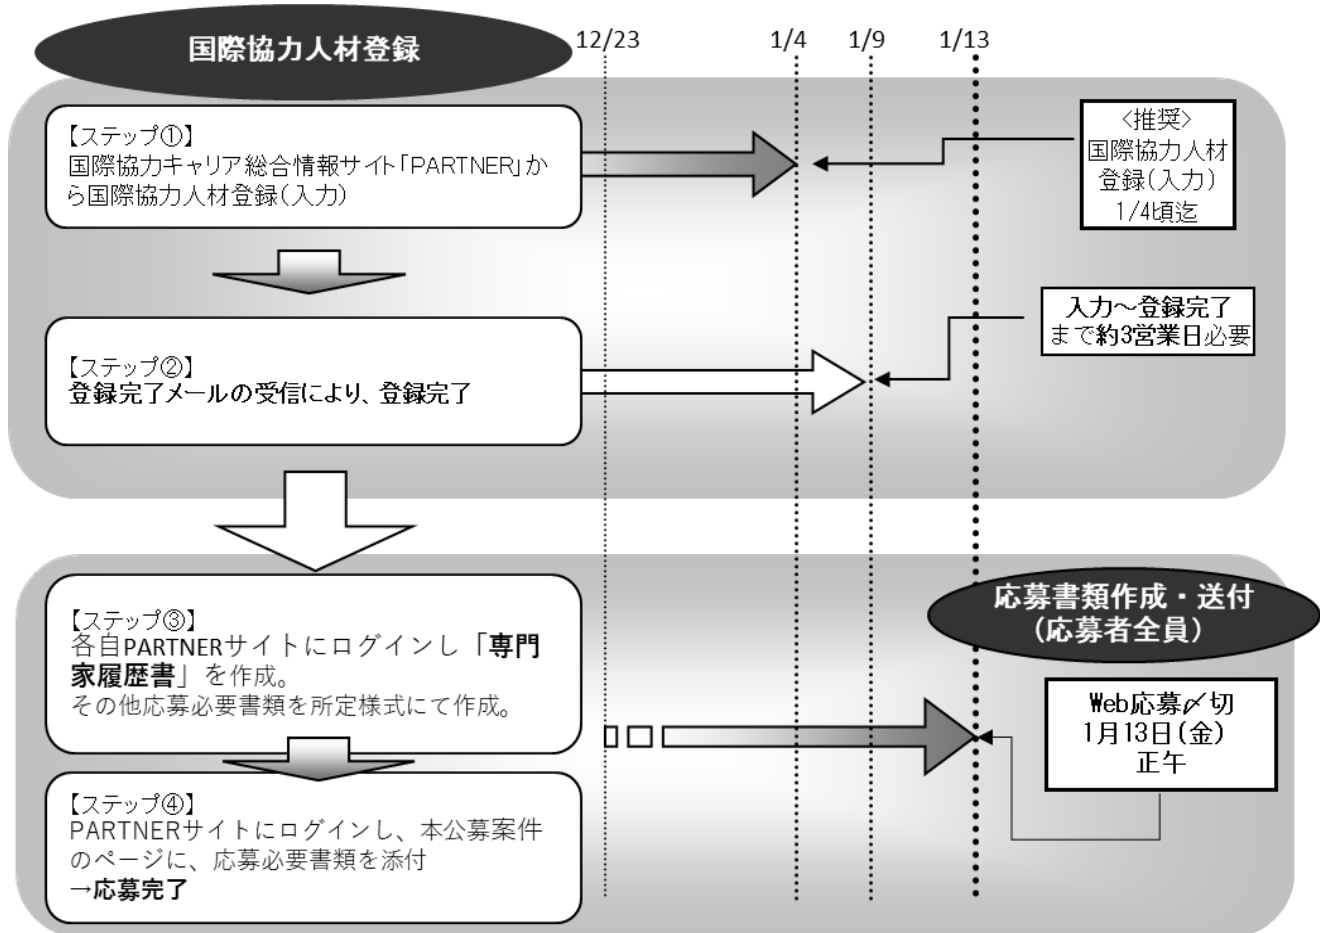 国際協力人材登録
12/23
1/4
1/9
1/13
【ステップ①】
国際協力キャリア総合情報サイト「PARTNER」か
ら国際協力人材登録(入力)
<推奨>
国際協力人材
登録(入力)
1/4頃迄
【ステップ②】
登録完了メールの受信により、登録完了
入力～登録完了
まで約3営業日必要
【ステップ③】
各自PARTNERサイトにログインし「専門
家履歴書」を作成。
その他応募必要書類を所定様式にて作成。
応募書類作成・送付
(応募者全員)
Web応募〆切
1月13日(金)
正午
【ステップ④】
PARTNERサイトにログインし、本公募案件
のページに、応募必要書類を添付
→応募完了